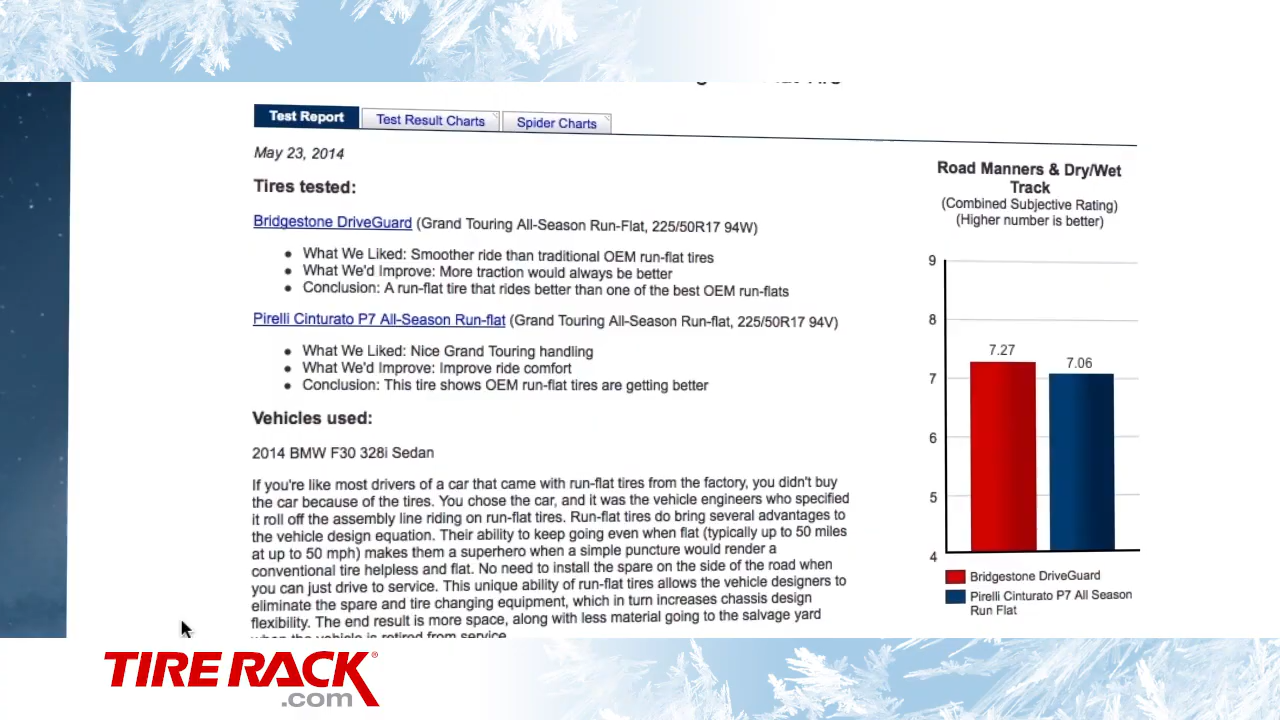 Test Report
Test Result Charts
Spider Charts
May 23, 2014
Tires tested:
Bridgestone DriveGuard (Grand Touring All-Season Run-Flat, 225/50R17 94W)
• What We Liked: Smoother ride than traditional OEM run-flat tires
• What We'd Improve: More traction would always be better
• Conclusion: A run-flat tire that rides better than one of the best OEM run-flats
Pirelli Cinturato P7 All-Season Run-flat (Grand Touring All-Season Run-flat, 225/50R17 94V)
• What We Liked: Nice Grand Touring handling
• What We'd Improve: Improve ride comfort
• Conclusion: This tire shows OEM run-flat tires are getting better
Vehicles used:
2014 BMW F30 328i Sedan
If you're like most drivers of a car that came with run-flat tires from the factory, you didn't buy
the car because of the tires. You chose the car, and it was the vehicle engineers who specified
it roll off the assembly line riding on run-flat tires. Run-flat tires do bring several advantages to
the vehicle design equation. Their ability to keep going even when flat (typically up to 50 miles
at up to 50 mph) makes them a superhero when a simple puncture would render a
conventional tire helpless and flat. No need to install the spare on the side of the road when
you can just drive to service. This unique ability of run-flat tires allows the vehicle designers to
eliminate the spare and tire changing equipment, which in turn increases chassis design
flexibility. The end result is more space, along with less material going to the salvage yard
when the vehicle is retired from service.
Road Manners & Dry/Wet
Track
(Combined Subjective Rating)
(Higher number is better)
9
8
7
6
5
4
7.27
7.06
Bridgestone DriveGuard
Pirelli Cinturato P7 All Season
Run Flat
TIRE RACK®
.com